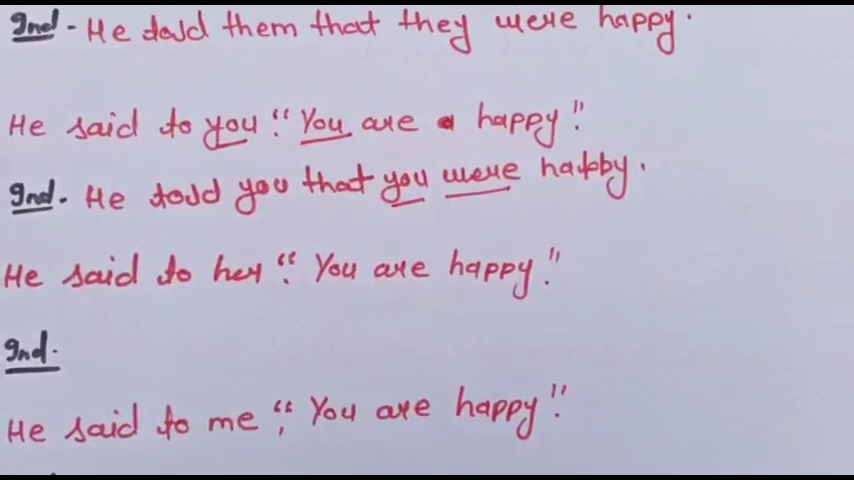 Ind - He told them that they were happy.
He said to you, "You are happy."
Ind. He told you that you were happy.
He said to her, "You are happy."
Ind.
He said to me, "You are happy."